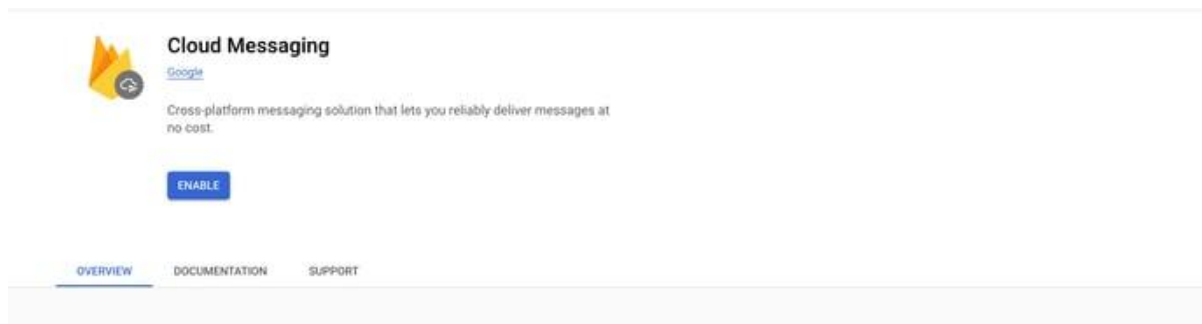 Cloud Messaging
Google
Cross-platform messaging solution that lets you reliably deliver messages at
no cost.
ENABLE
OVERVIEW DOCUMENTATION SUPPORT